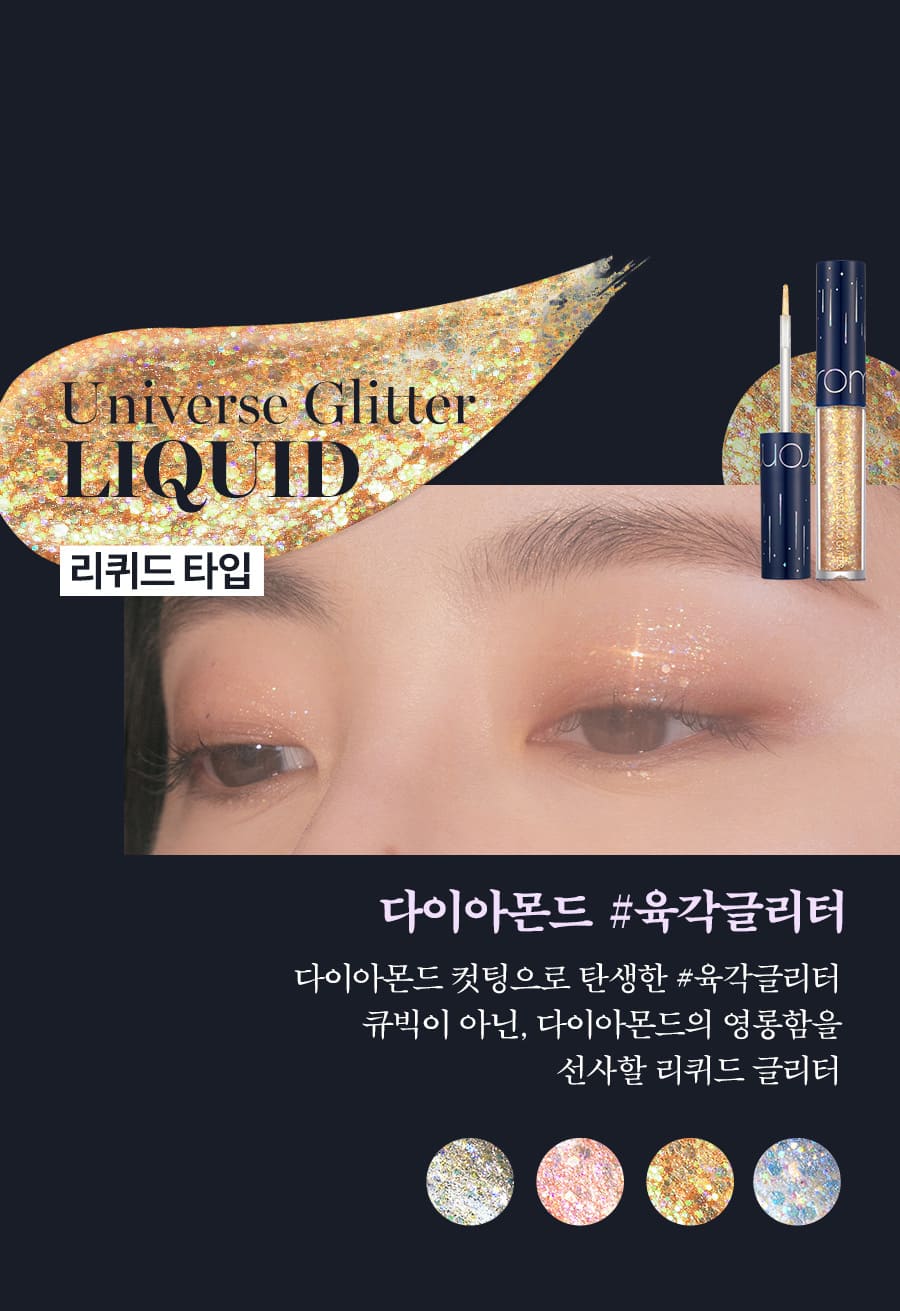 Universe Glitter
LIQUID
리퀴드 타입
다이아몬드 #육각글리터
다이아몬드 컷팅으로 탄생한 #육각글리터
큐빅이 아닌, 다이아몬드의 영롱함을
선사할 리퀴드 글리터